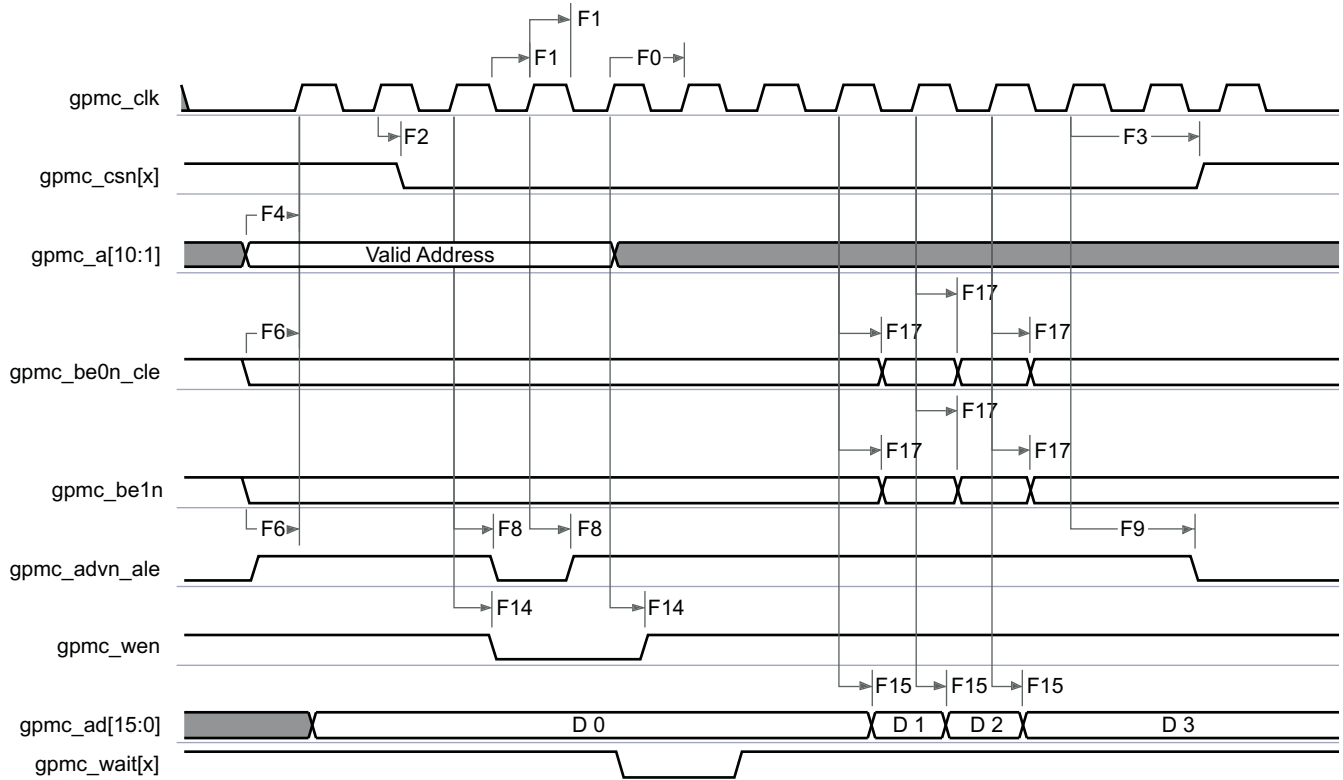 F1
F1
F0
gpmc_clk
F2
F3
gpmc_csn[x]
F4
gpmc_a[10:1]
Valid Address
F17
F6
F17
F17
gpmc_be0n_cle
F17
F17
F17
gpmc_be1n
F6
F8
F8
F9
gpmc_advn_ale
F14
F14
gpmc_wen
F15
F15
F15
gpmc_ad[15:0]
D 0
D 1
D 2
D 3
gpmc_wait[x]